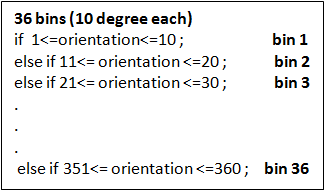 36 bins (10 degree each)
if 1<=orientation<=10 ; bin 1
else if 11<= orientation <=20 ; bin 2
else if 21<= orientation <=30 ; bin 3
.
.
.
else if 351<= orientation <=360 ; bin 36